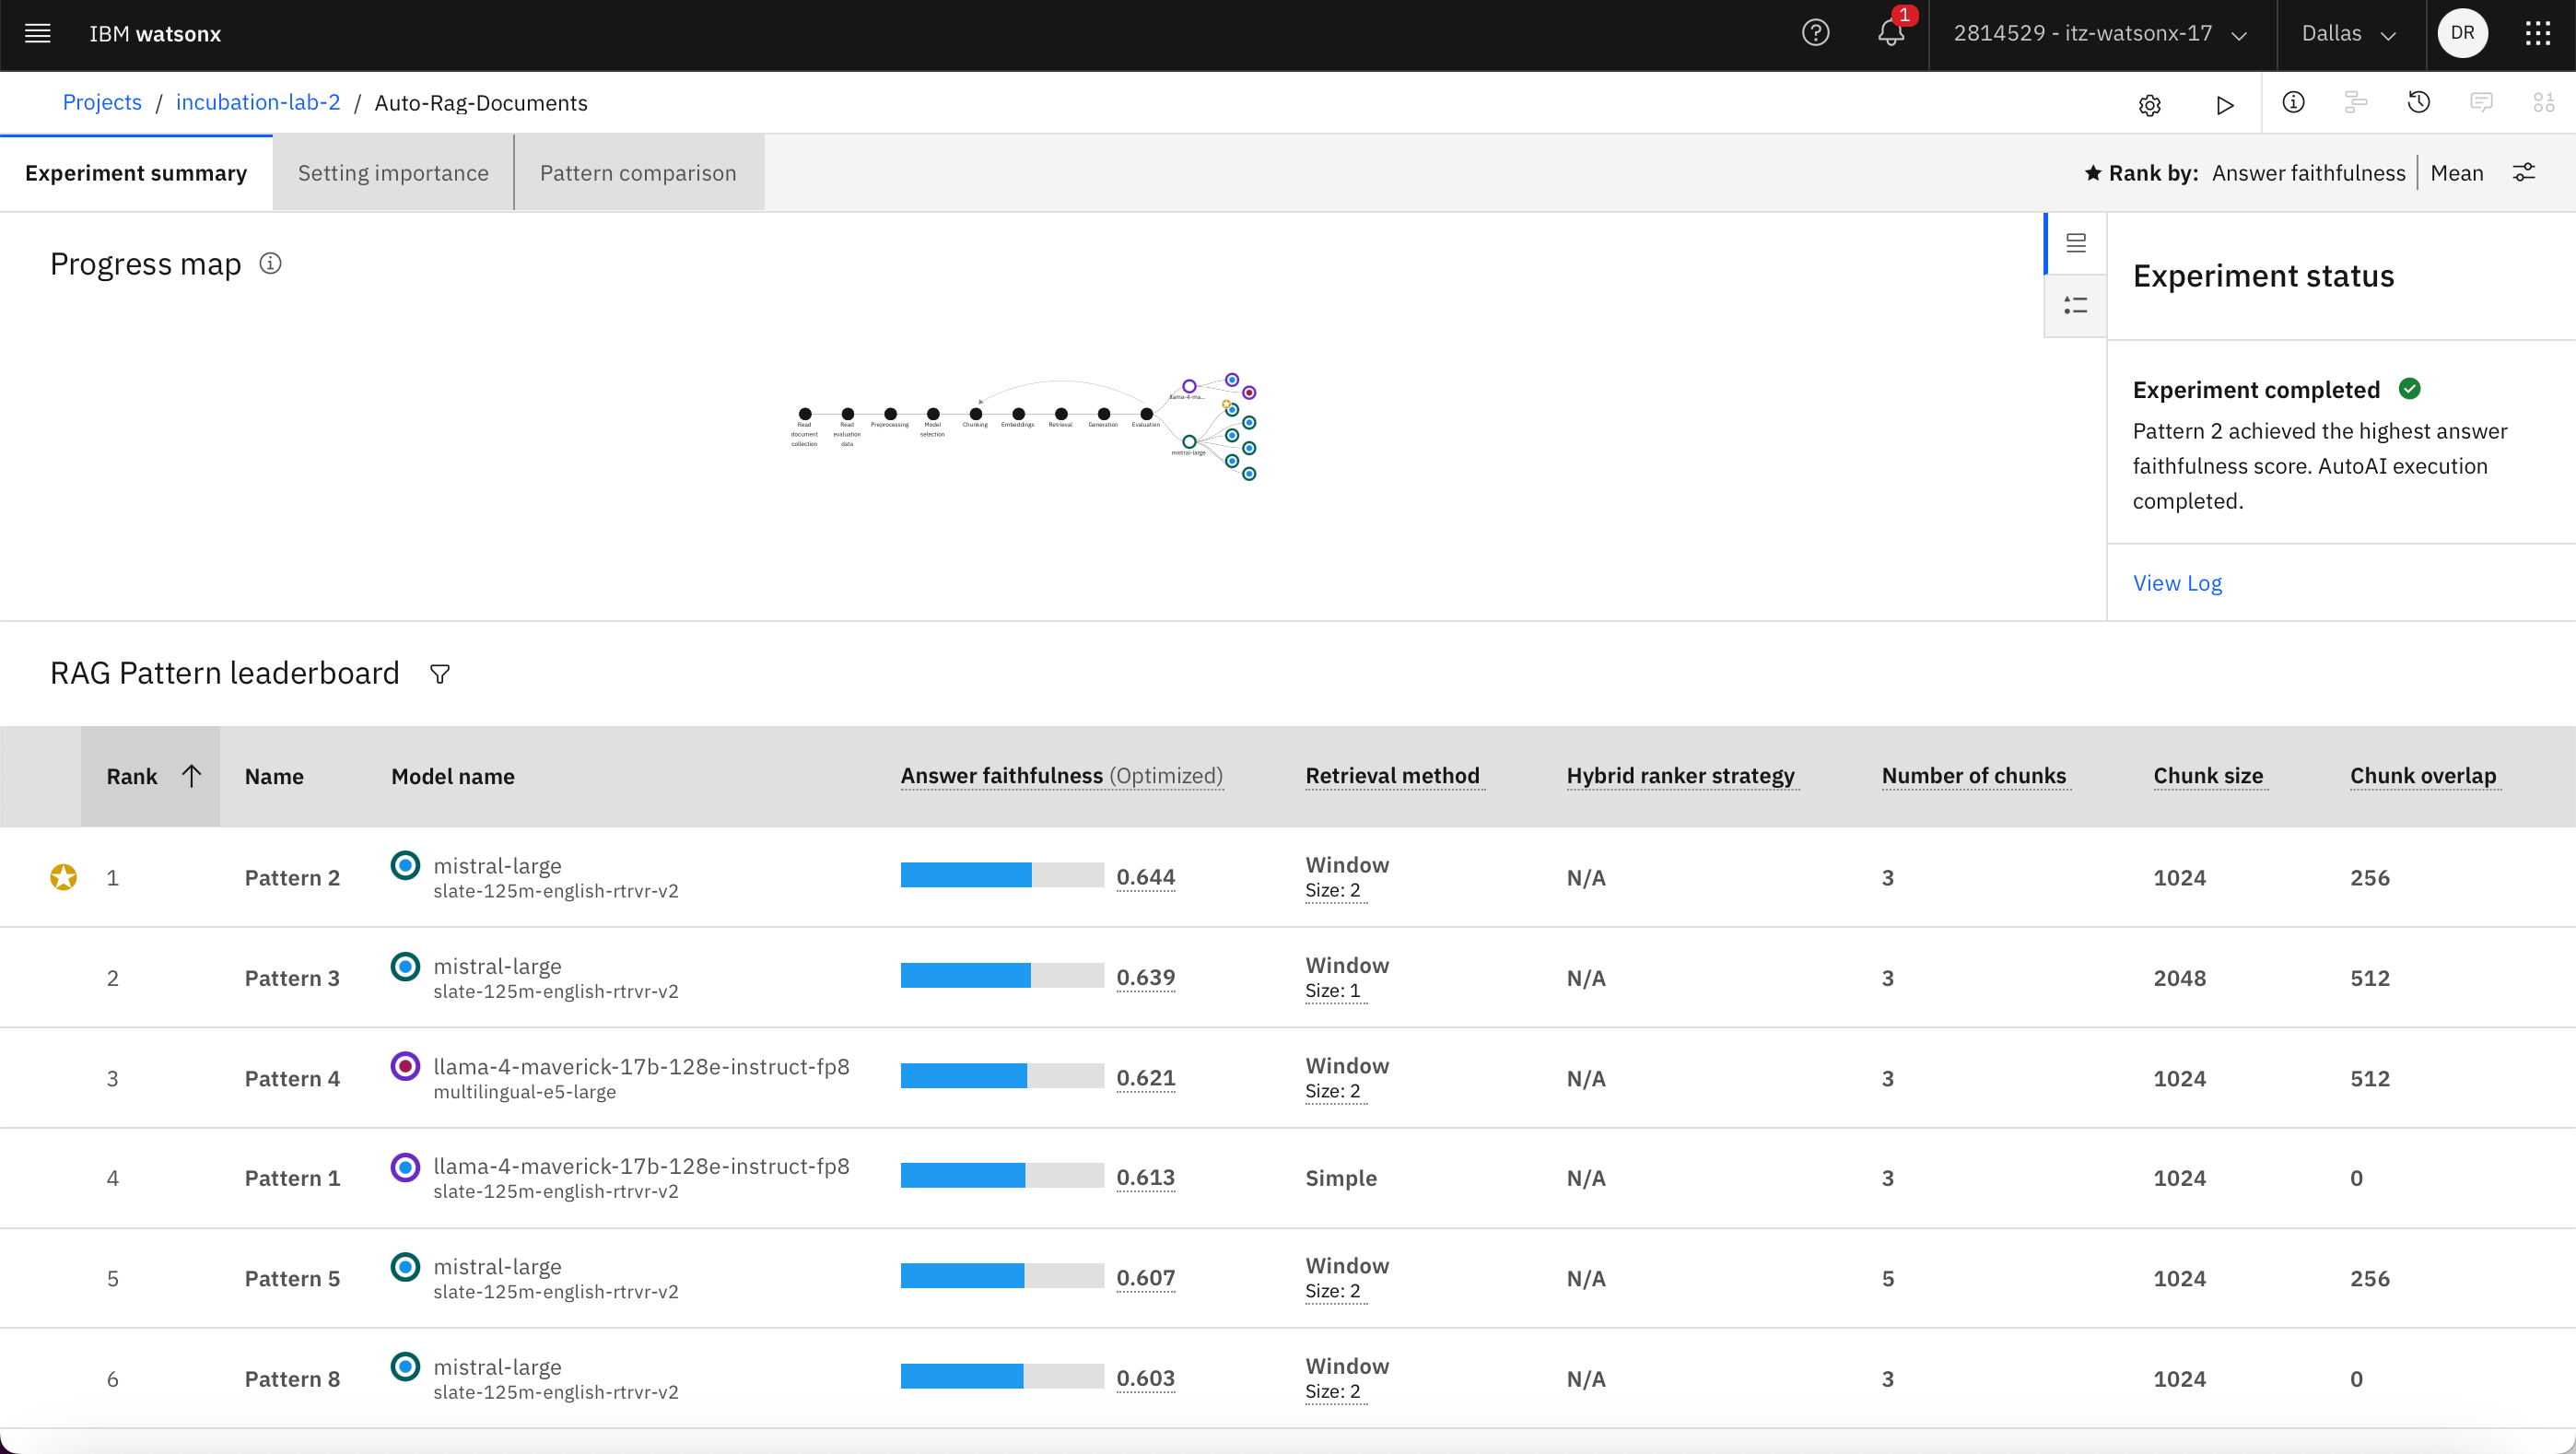 IBM watsonx
1
2814529 - itz-watsonx-17
Dallas
DR
Projects / incubation-lab-2 / Auto-Rag-Documents
Experiment summary
Setting importance
Pattern comparison
★ Rank by: Answer faithfulness | Mean
Progress map
Read document collection
Read evaluation data
Preprocessing
Model selection
Chunking
Embeddings
Retrieval
Generation
Evaluation
llama-4-ma...
mistral-large
Experiment status
Experiment completed
Pattern 2 achieved the highest answer
faithfulness score. AutoAI execution
completed.
View Log
RAG Pattern leaderboard
Rank Name Model name Answer faithfulness (Optimized) Retrieval method Hybrid ranker strategy Number of chunks Chunk size Chunk overlap
1 Pattern 2 mistral-large 0.644 Window N/A 3 1024 256
slate-125m-english-rtrvr-v2 Size: 2
2 Pattern 3 mistral-large 0.639 Window N/A 3 2048 512
slate-125m-english-rtrvr-v2 Size: 1
3 Pattern 4 llama-4-maverick-17b-128e-instruct-fp8 0.621 Window N/A 3 1024 512
multilingual-e5-large Size: 2
4 Pattern 1 llama-4-maverick-17b-128e-instruct-fp8 0.613 Simple N/A 3 1024 0
slate-125m-english-rtrvr-v2
5 Pattern 5 mistral-large 0.607 Window N/A 5 1024 256
slate-125m-english-rtrvr-v2 Size: 2
6 Pattern 8 mistral-large 0.603 Window N/A 3 1024 0
slate-125m-english-rtrvr-v2 Size: 2